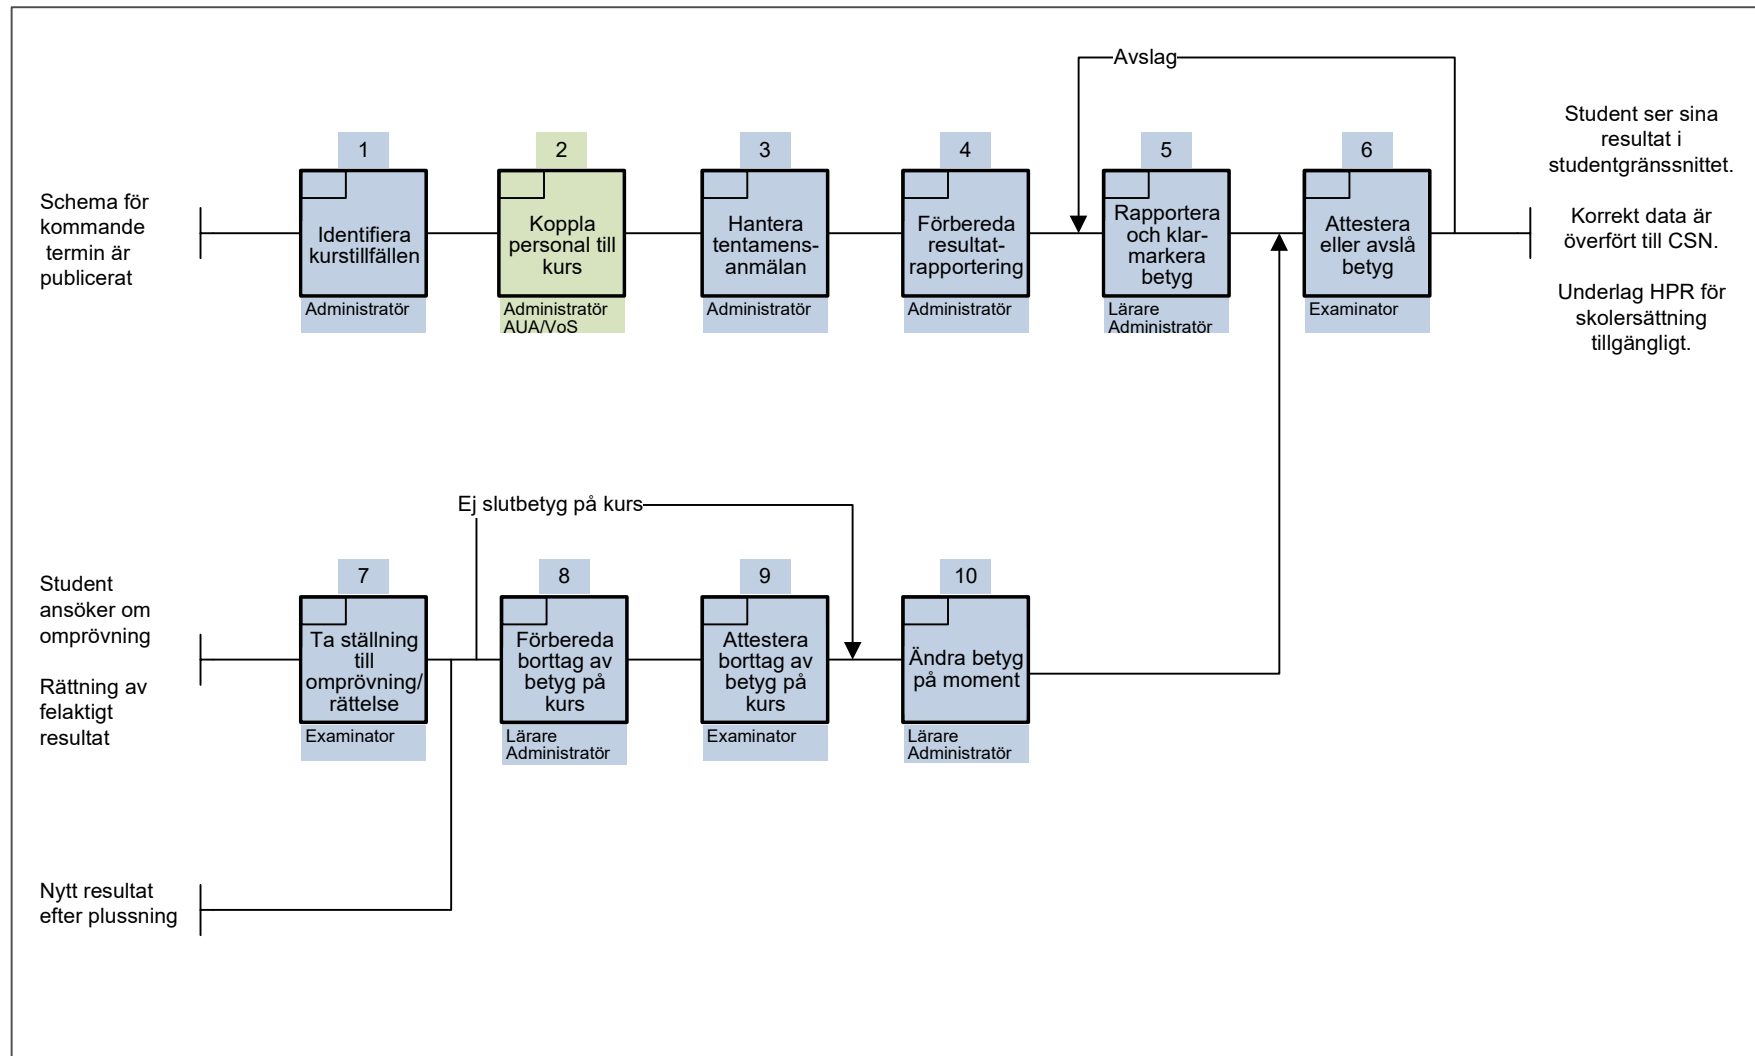 Avslag
Schema för
kommande
termin är
publicerat
1
Identifiera
kurstillfällen
Administratör
2
Koppla
personal till
kurs
Administratör
AUA/VoS
3
Hantera
tentamens-
anmälan
Administratör
4
Förbereda
resultat-
rapportering
Administratör
5
Rapportera
och klar-
markera
betyg
Lärare
Administratör
6
Attestera
eller avslå
betyg
Examinator
Student ser sina
resultat i
studentgränssnittet.
Korrekt data är
överfört till CSN.
Underlag HPR för
skolersättning
tillgängligt.
Ej slutbetyg på kurs
Student
ansöker om
omprövning
Rättning av
felaktigt
resultat
7
Ta ställning
till
omprövning/
rättelse
Examinator
8
Förbereda
borttag av
betyg på
kurs
Lärare
Administratör
9
Attestera
borttag av
betyg på
kurs
Examinator
10
Ändra betyg
på moment
Lärare
Administratör
Nytt resultat
efter plussning